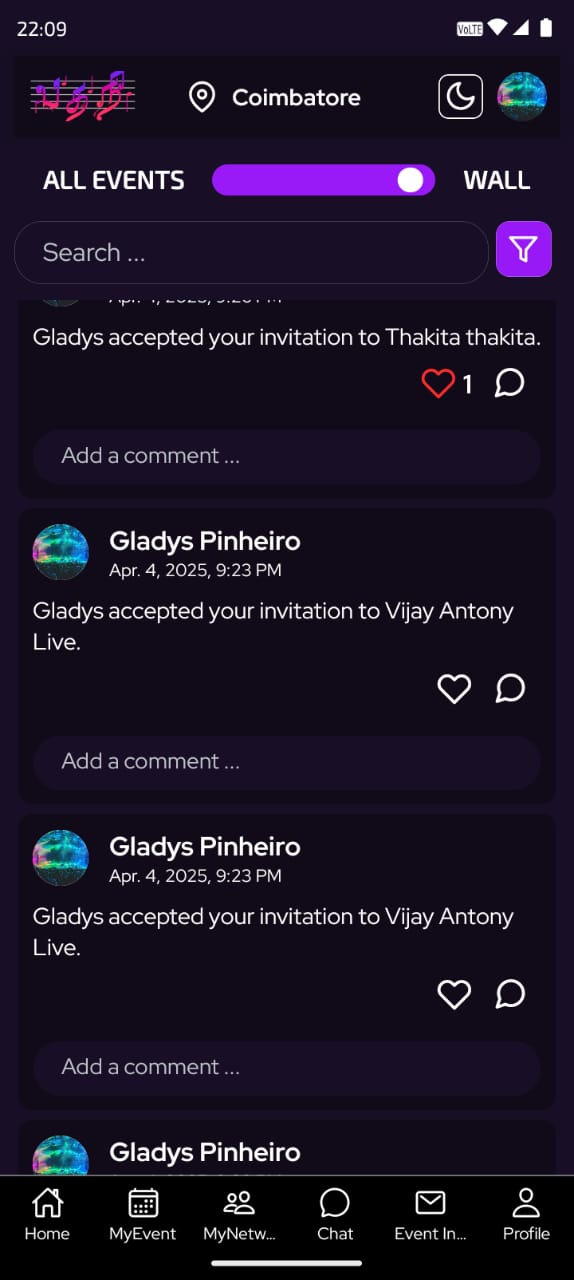 22:09
VoLTE
Coimbatore
ALL EVENTS
WALL
Search ...
Gladys accepted your invitation to Thakita thakita.
1
Add a comment ...
Gladys Pinheiro
Apr. 4, 2025, 9:23 PM
Gladys accepted your invitation to Vijay Antony
Live.
Add a comment ...
Gladys Pinheiro
Apr. 4, 2025, 9:23 PM
Gladys accepted your invitation to Vijay Antony
Live.
Add a comment ...
Gladys Pinheiro
Home
MyEvent
MyNetw...
Chat
Event In...
Profile